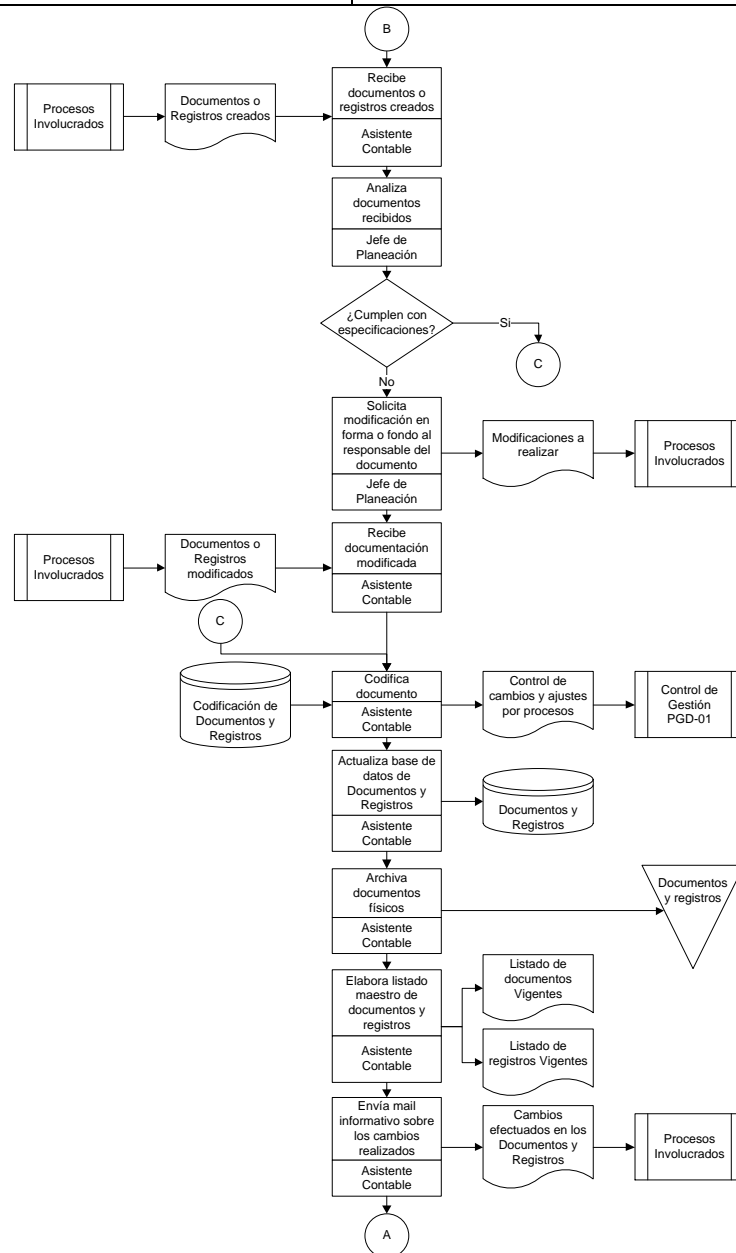 B
Recibe
documentos o
registros creados
Asistente
Contable
Procesos
Involucrados
Documentos o
Registros creados
Analiza
documentos
recibidos
Jefe de
Planeación
¿Cumplen con
especificaciones?
Si
C
No
Solicita
modificación en
forma o fondo al
responsable del
documento
Jefe de
Planeación
Modificaciones a
realizar
Procesos
Involucrados
Procesos
Involucrados
Documentos o
Registros
modificados
Recibe
documentación
modificada
Asistente
Contable
C
Codificación de
Documentos y
Registros
Codifica
documento
Asistente
Contable
Control de
cambios y ajustes
por procesos
Control de
Gestión
PGD-01
Actualiza base de
datos de
Documentos y
Registros
Asistente
Contable
Documentos y
Registros
Archiva
documentos
físicos
Asistente
Contable
Documentos
y registros
Elabora listado
maestro de
documentos y
registros
Asistente
Contable
Listado de
documentos
Vigentes
Listado de
registros Vigentes
Envía mail
informativo sobre
los cambios
realizados
Asistente
Contable
Cambios
efectuados en los
Documentos y
Registros
Procesos
Involucrados
A